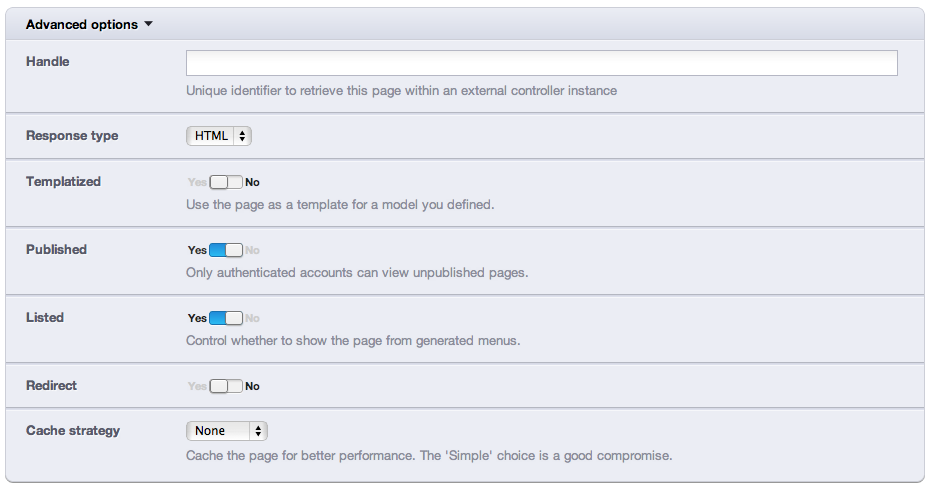 Advanced options
Handle
Unique identifier to retrieve this page within an external controller instance
Response type HTML
Templatized Yes No
Use the page as a template for a model you defined.
Published Yes No
Only authenticated accounts can view unpublished pages.
Listed Yes No
Control whether to show the page from generated menus.
Redirect Yes No
Cache strategy None
Cache the page for better performance. The 'Simple' choice is a good compromise.